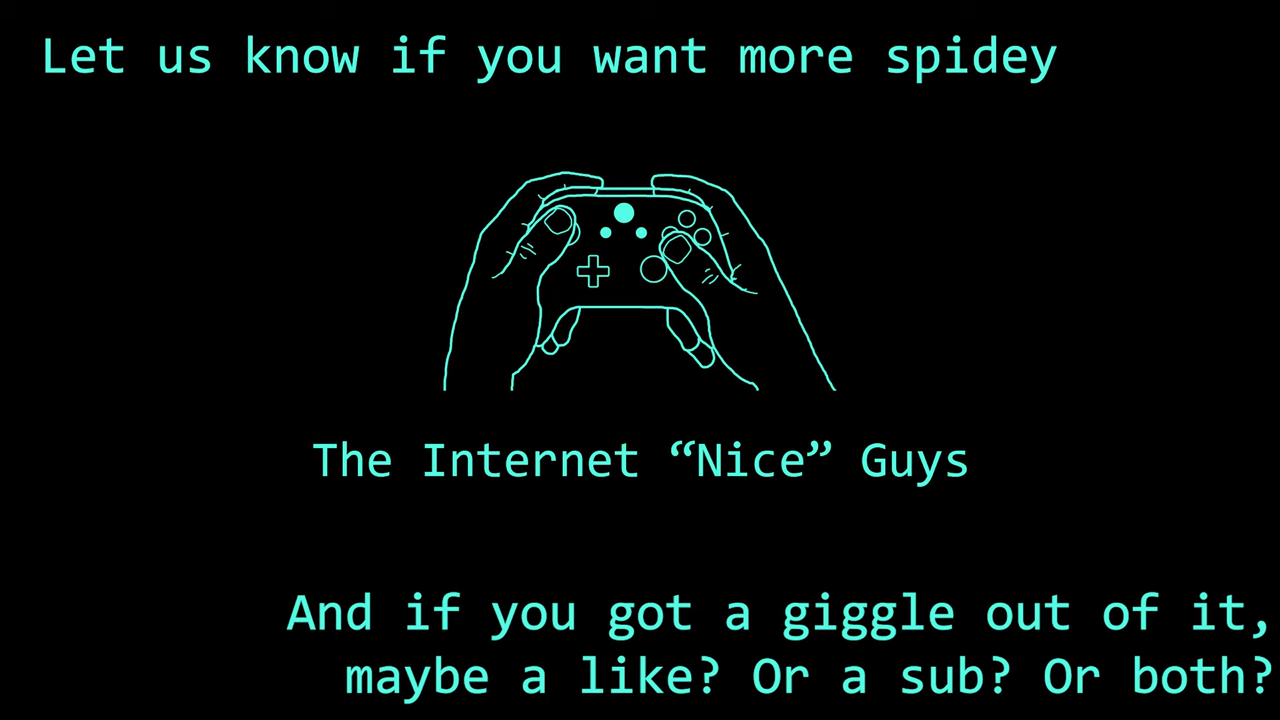 Let us know if you want more spidey
The Internet “Nice” Guys
And if you got a giggle out of it,
maybe a like? Or a sub? Or both?